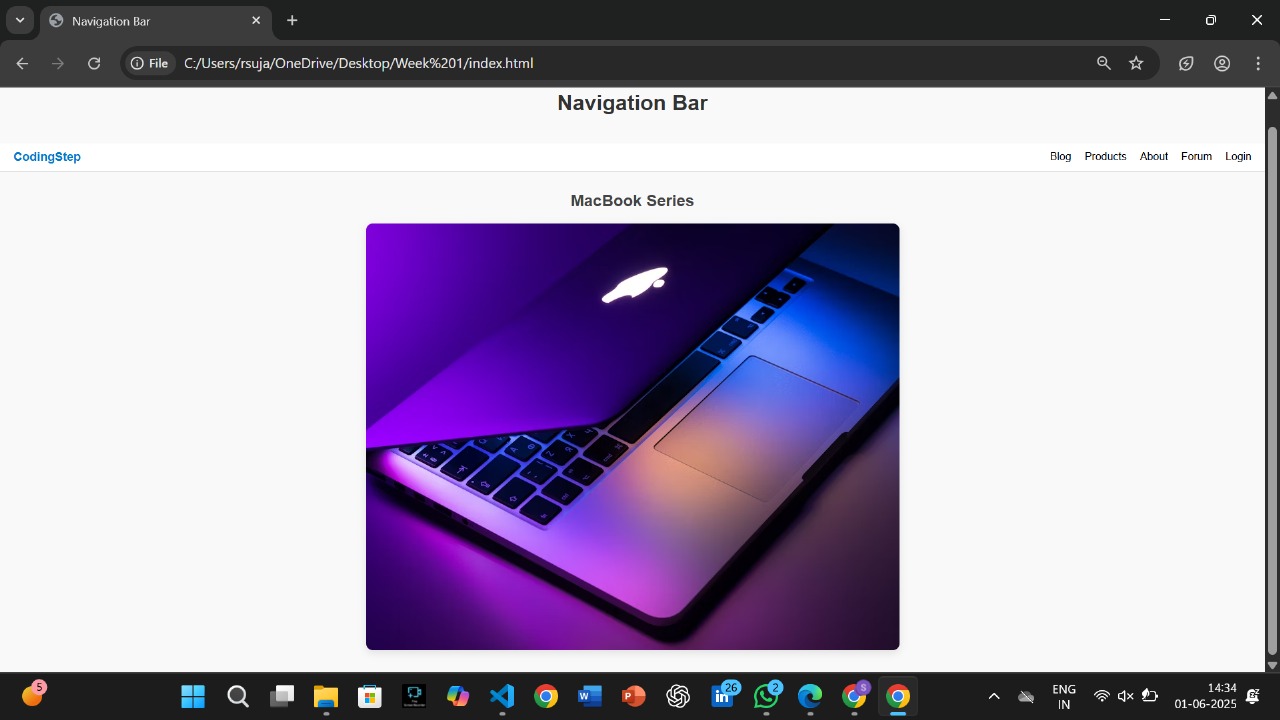 Navigation Bar
File
C:/Users/rsuja/OneDrive/Desktop/Week%201/index.html
Navigation Bar
CodingStep
Blog Products About Forum Login
MacBook Series
5
26
2
S
ENG
IN
14:34
01-06-2025